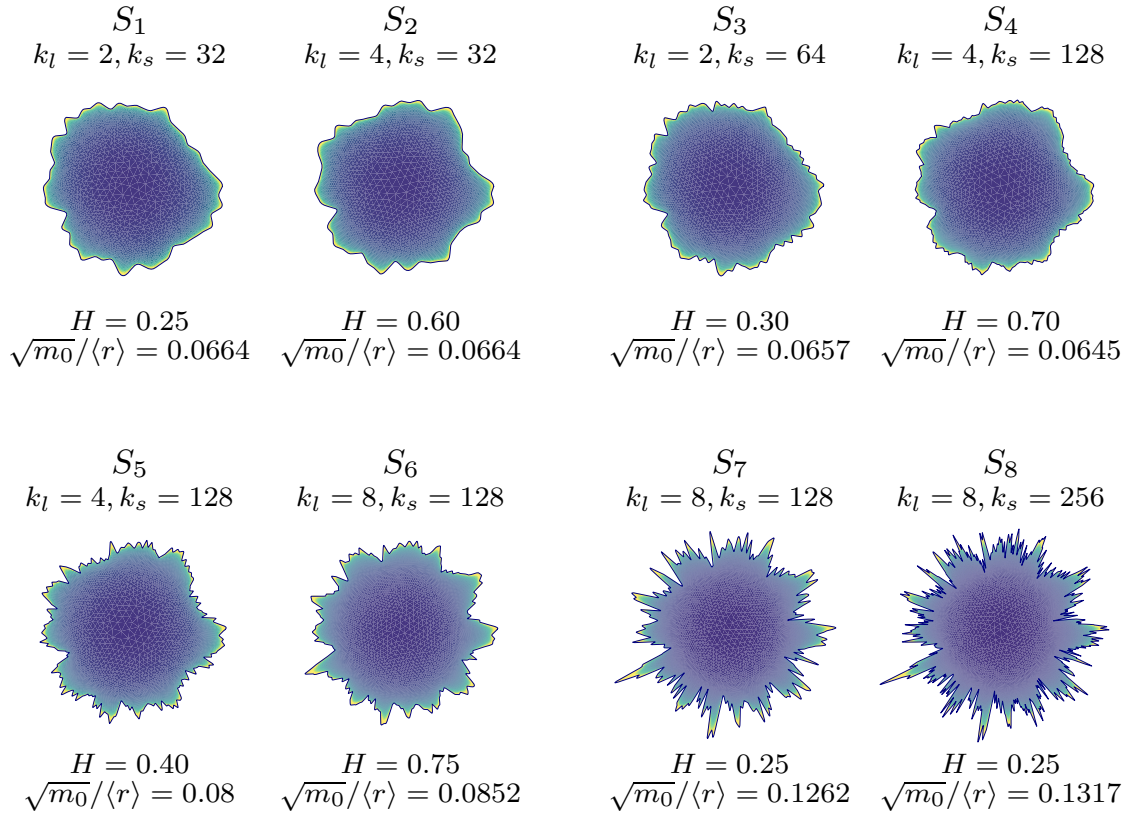 S₁ S₂ S₃ S₄
kₗ = 2, kₛ = 32 kₗ = 4, kₛ = 32 kₗ = 2, kₛ = 64 kₗ = 4, kₛ = 128
H = 0.25 H = 0.60 H = 0.30 H = 0.70
√m₀/⟨r⟩ = 0.0664 √m₀/⟨r⟩ = 0.0664 √m₀/⟨r⟩ = 0.0657 √m₀/⟨r⟩ = 0.0645
S₅ S₆ S₇ S₈
kₗ = 4, kₛ = 128 kₗ = 8, kₛ = 128 kₗ = 8, kₛ = 128 kₗ = 8, kₛ = 256
H = 0.40 H = 0.75 H = 0.25 H = 0.25
√m₀/⟨r⟩ = 0.08 √m₀/⟨r⟩ = 0.0852 √m₀/⟨r⟩ = 0.1262 √m₀/⟨r⟩ = 0.1317